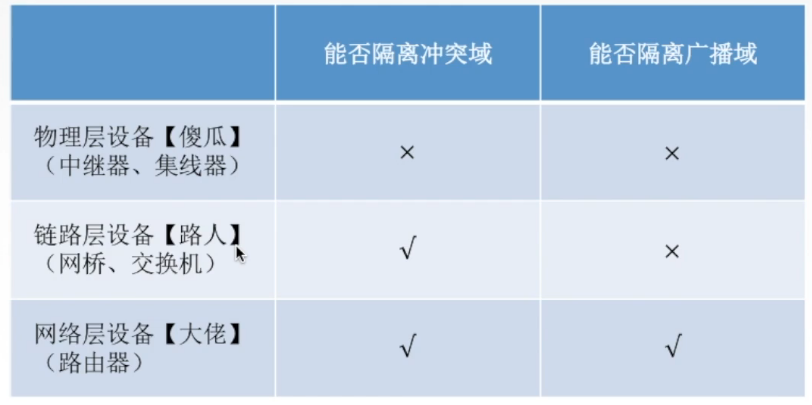 能否隔离冲突域
能否隔离广播域
物理层设备【傻瓜】
（中继器、集线器）
×
×
链路层设备【路人】
（网桥、交换机）
√
×
网络层设备【大佬】
（路由器）
√
√